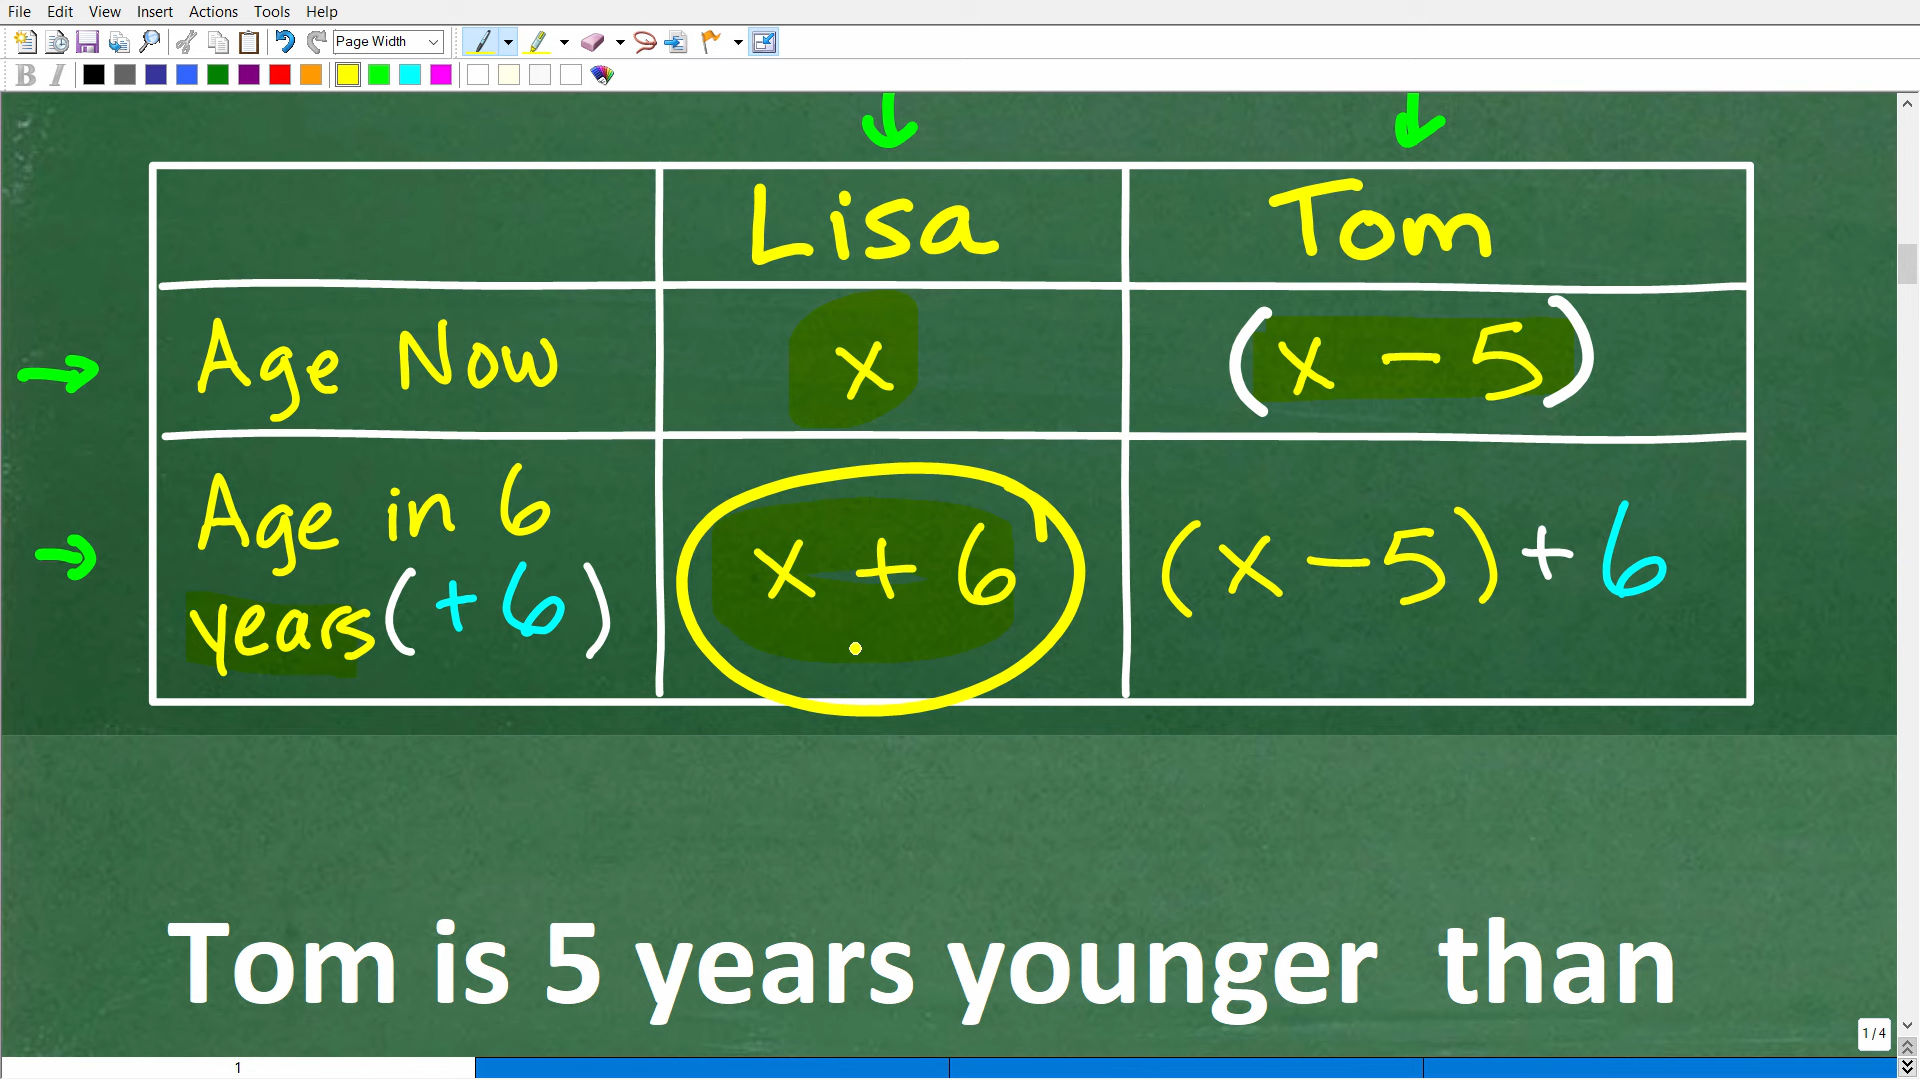 File Edit View Insert Actions Tools Help
Page Width
B I
Lisa Tom
Age Now x (x - 5)
Age in 6 years (+6) x + 6 (x - 5) + 6
Tom is 5 years younger than
1 / 4
1